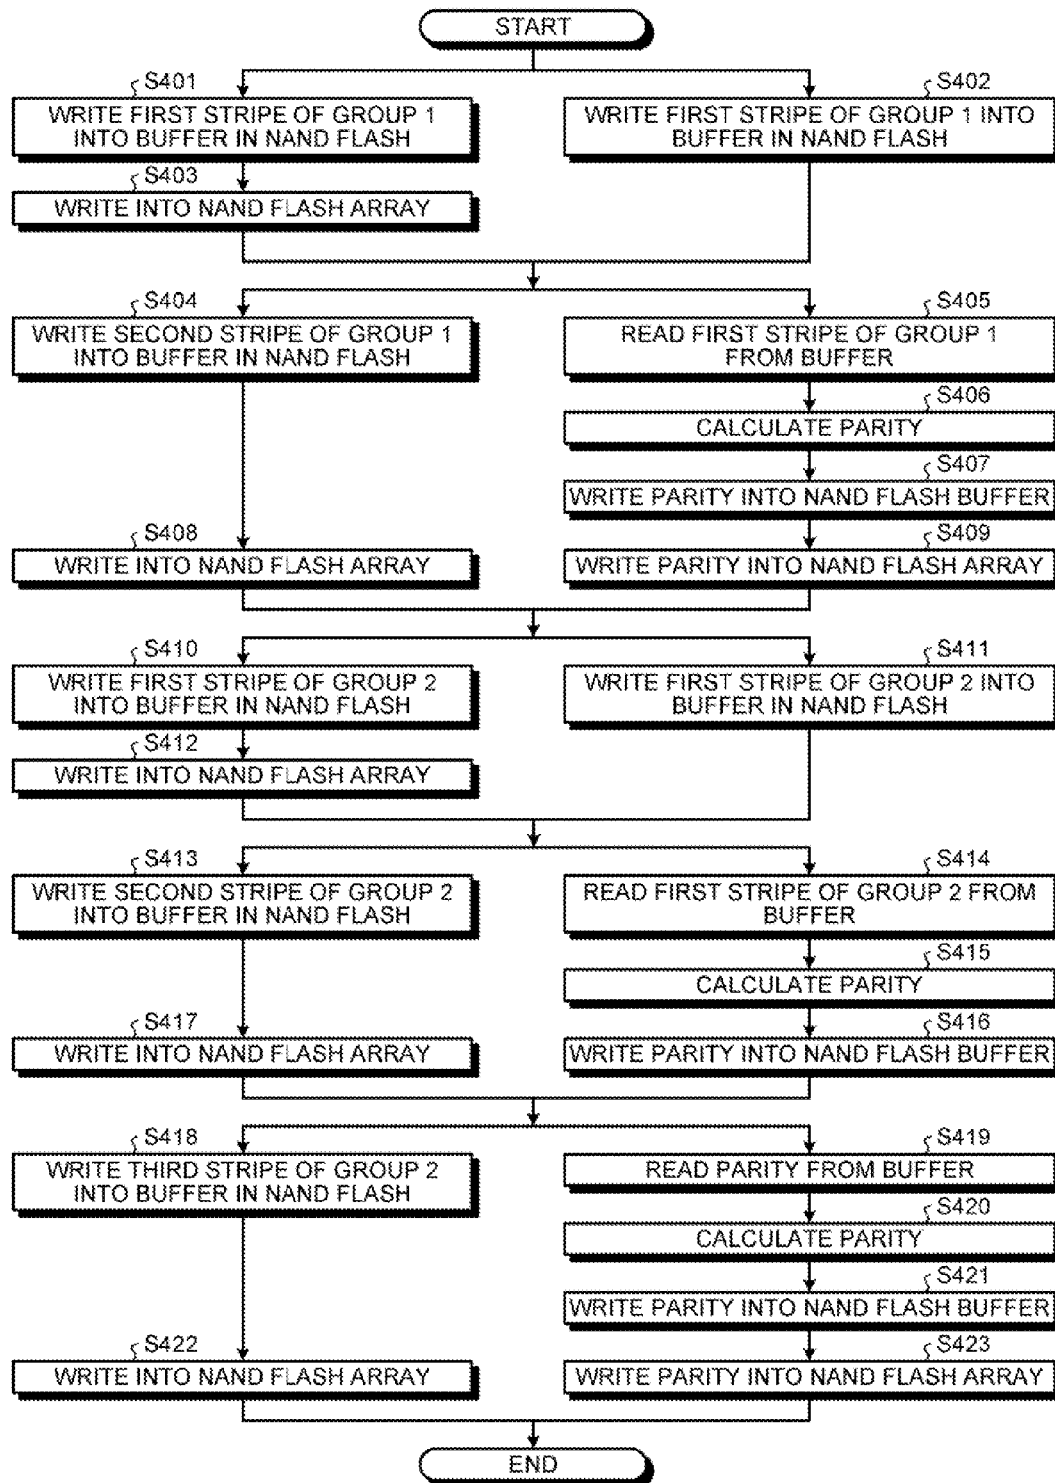 START
S401
WRITE FIRST STRIPE OF GROUP 1
INTO BUFFER IN NAND FLASH
S402
WRITE FIRST STRIPE OF GROUP 1 INTO
BUFFER IN NAND FLASH
S403
WRITE INTO NAND FLASH ARRAY
S404
WRITE SECOND STRIPE OF GROUP 1
INTO BUFFER IN NAND FLASH
S405
READ FIRST STRIPE OF GROUP 1
FROM BUFFER
S406
CALCULATE PARITY
S407
WRITE PARITY INTO NAND FLASH BUFFER
S408
WRITE INTO NAND FLASH ARRAY
S409
WRITE PARITY INTO NAND FLASH ARRAY
S410
WRITE FIRST STRIPE OF GROUP 2
INTO BUFFER IN NAND FLASH
S411
WRITE FIRST STRIPE OF GROUP 2 INTO
BUFFER IN NAND FLASH
S412
WRITE INTO NAND FLASH ARRAY
S413
WRITE SECOND STRIPE OF GROUP 2
INTO BUFFER IN NAND FLASH
S414
READ FIRST STRIPE OF GROUP 2 FROM
BUFFER
S415
CALCULATE PARITY
S417
WRITE INTO NAND FLASH ARRAY
S416
WRITE PARITY INTO NAND FLASH BUFFER
S418
WRITE THIRD STRIPE OF GROUP 2
INTO BUFFER IN NAND FLASH
S419
READ PARITY FROM BUFFER
S420
CALCULATE PARITY
S421
WRITE PARITY INTO NAND FLASH BUFFER
S422
WRITE INTO NAND FLASH ARRAY
S423
WRITE PARITY INTO NAND FLASH ARRAY
END